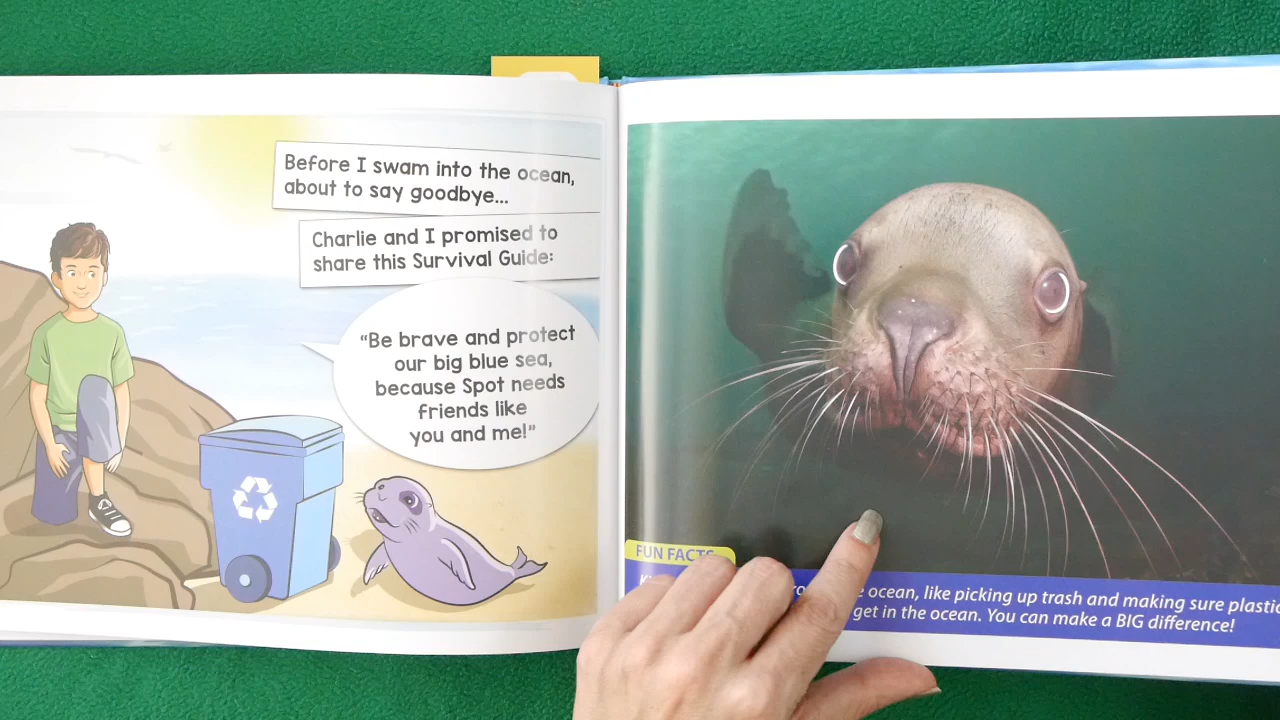 Before I swam into the ocean,
about to say goodbye...
Charlie and I promised to
share this Survival Guide:
“Be brave and protect
our big blue sea,
because Spot needs
friends like
you and me!”
FUN FACTS
ocean, like picking up trash and making sure plastic
get in the ocean. You can make a BIG difference!